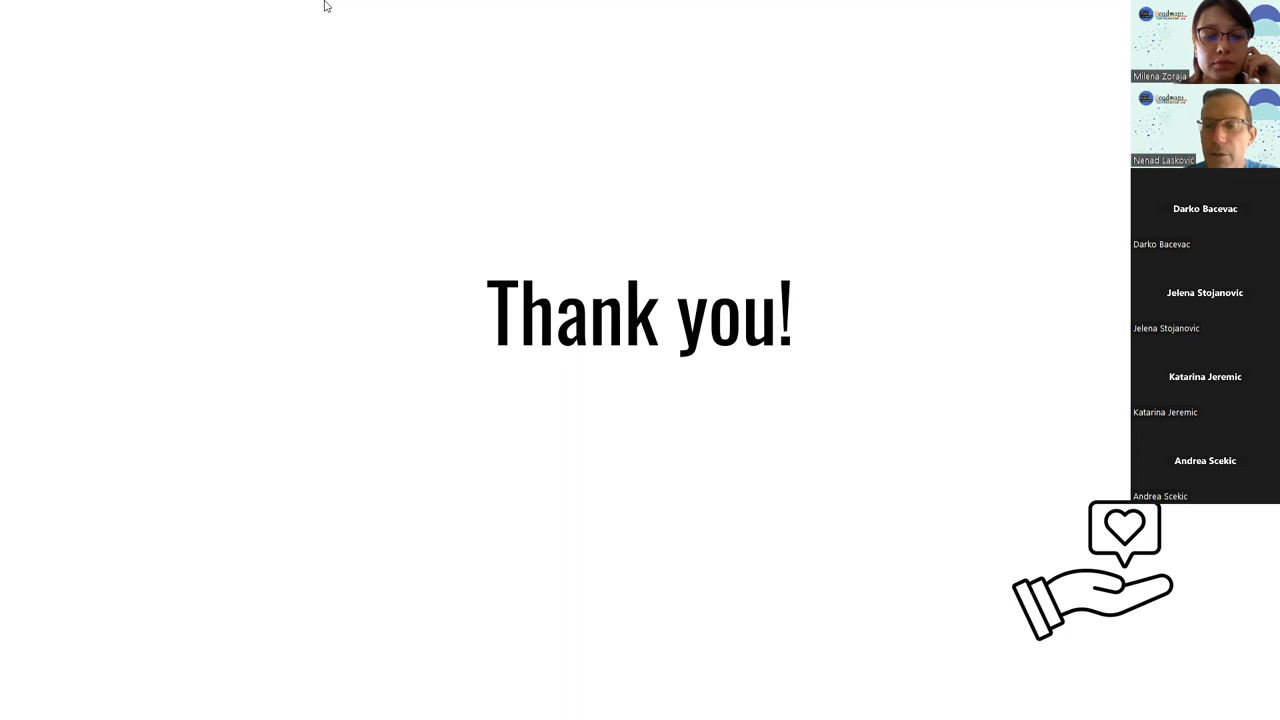 Thank you!
Milena Zoraja
Nenad Lasković
Darko Bacevac
Darko Bacevac
Jelena Stojanovic
Jelena Stojanovic
Katarina Jeremic
Katarina Jeremic
Andrea Scekic
Andrea Scekic